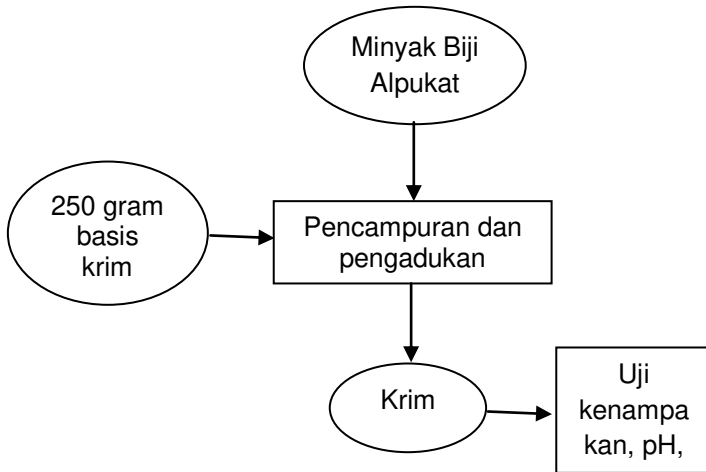 Minyak Biji
Alpukat
250 gram
basis
krim
Pencampuran dan
pengadukan
Krim
Uji
kenampa
kan, pH,